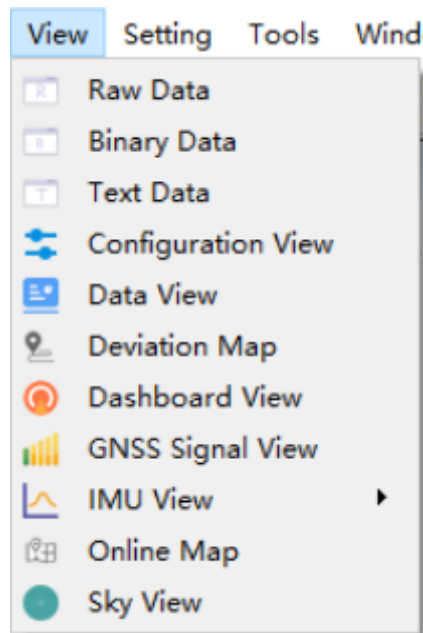 View Setting Tools Wind
Raw Data
Binary Data
Text Data
Configuration View
Data View
Deviation Map
Dashboard View
GNSS Signal View
IMU View
Online Map
Sky View